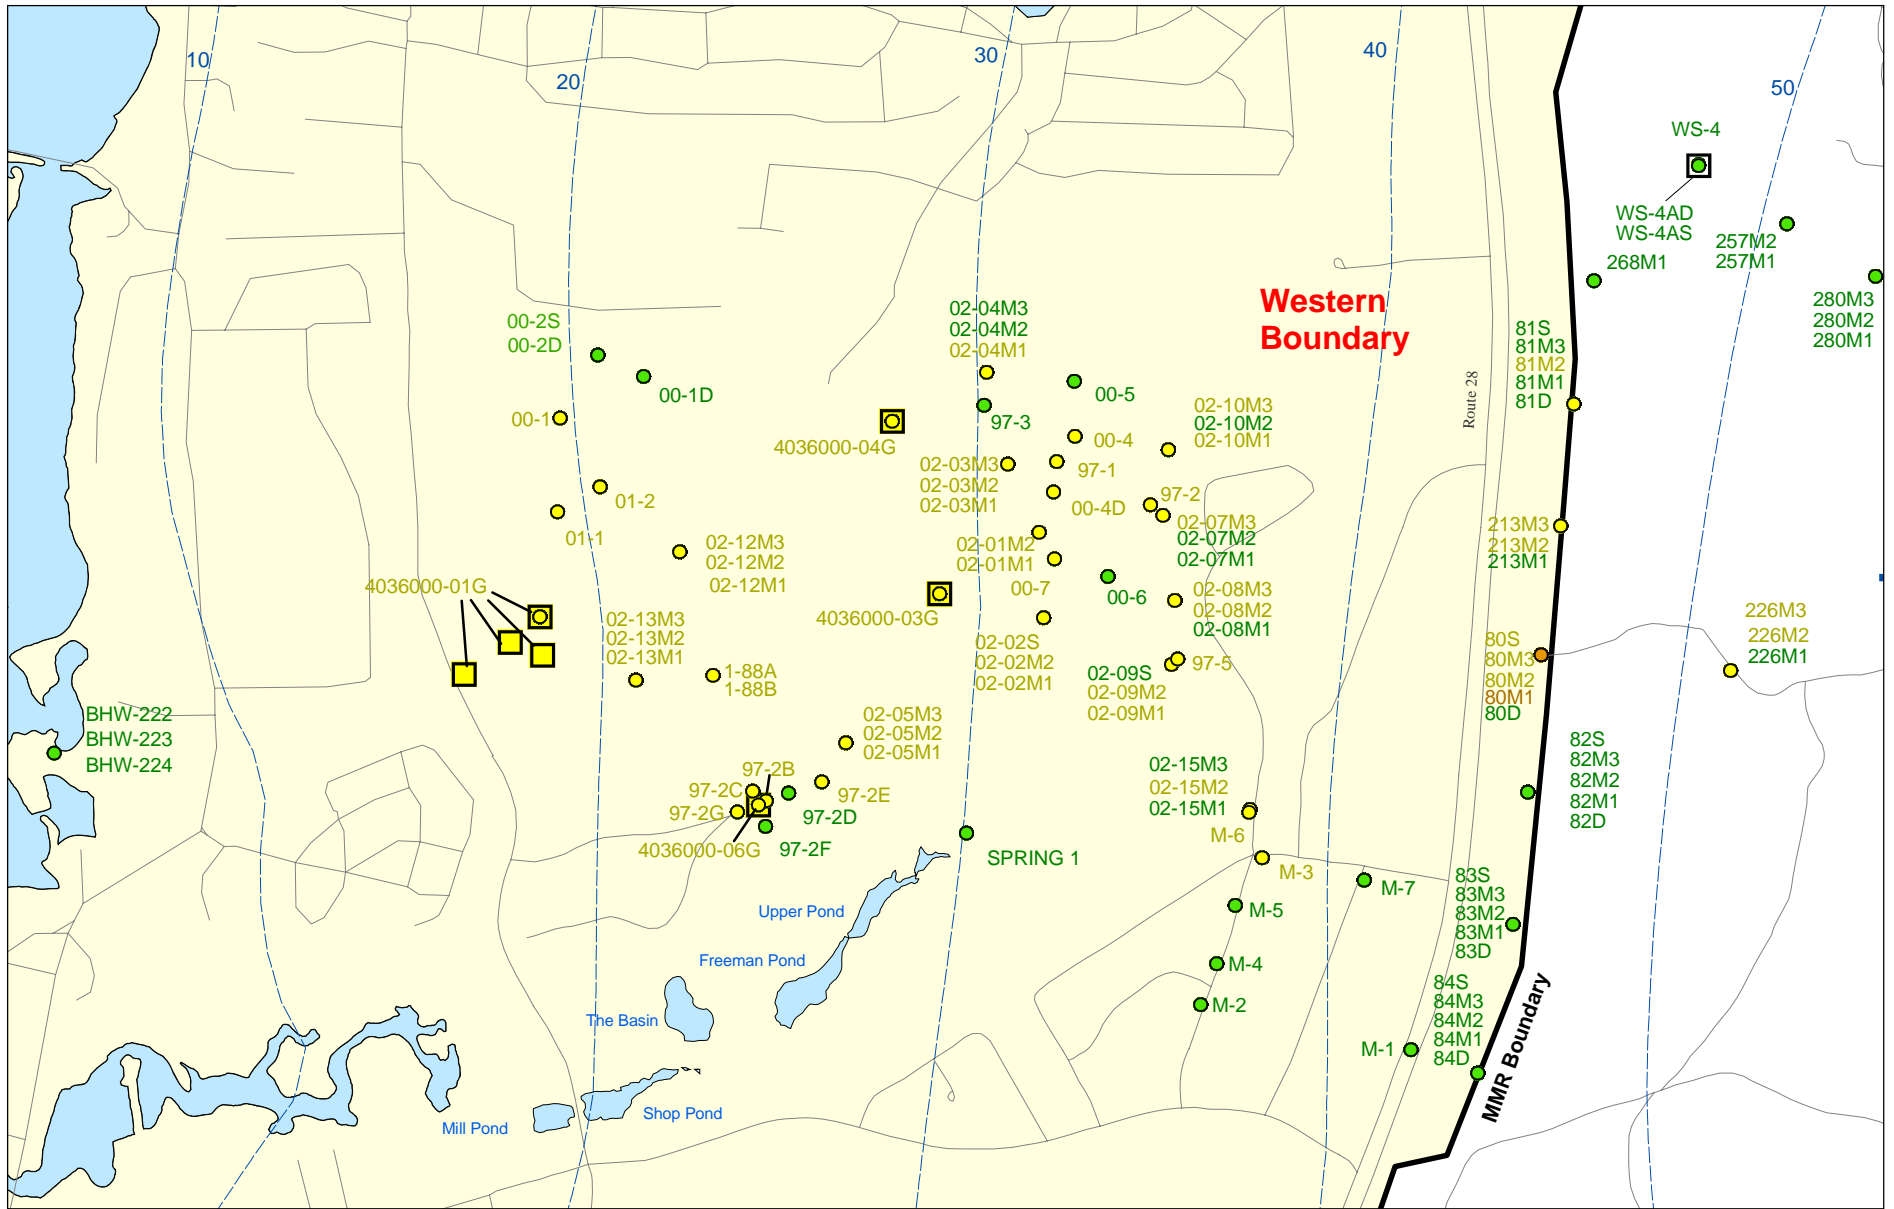 10
20
30
40
50
WS-4
WS-4AD
WS-4AS
257M2
257M1
268M1
280M3
280M2
280M1
Western
Boundary
00-2S
00-2D
00-1D
00-1
02-04M3
02-04M2
02-04M1
97-3
00-5
00-4
97-1
00-4D
4036000-04G
02-03M3
02-03M2
02-03M1
02-10M3
02-10M2
02-10M1
97-2
02-07M3
02-07M2
02-07M1
Route 28
81S
81M3
81M2
81M1
81D
213M3
213M2
213M1
01-2
01-1
02-12M3
02-12M2
02-12M1
02-01M2
02-01M1
00-7
00-6
02-08M3
02-08M2
02-08M1
4036000-01G
4036000-03G
02-13M3
02-13M2
02-13M1
1-88A
1-88B
02-02S
02-02M2
02-02M1
97-5
02-09S
02-09M2
02-09M1
80S
80M3
80M2
80M1
80D
226M3
226M2
226M1
BHW-222
BHW-223
BHW-224
02-05M3
02-05M2
02-05M1
97-2B
97-2C
97-2G
97-2E
97-2D
97-2F
4036000-06G
SPRING 1
02-15M3
02-15M2
02-15M1
M-6
M-3
M-7
M-5
M-4
M-2
M-1
82S
82M3
82M2
82M1
82D
83S
83M3
83M2
83M1
83D
84S
84M3
84M2
84M1
84D
MMR Boundary
Upper Pond
Freeman Pond
The Basin
Shop Pond
Mill Pond